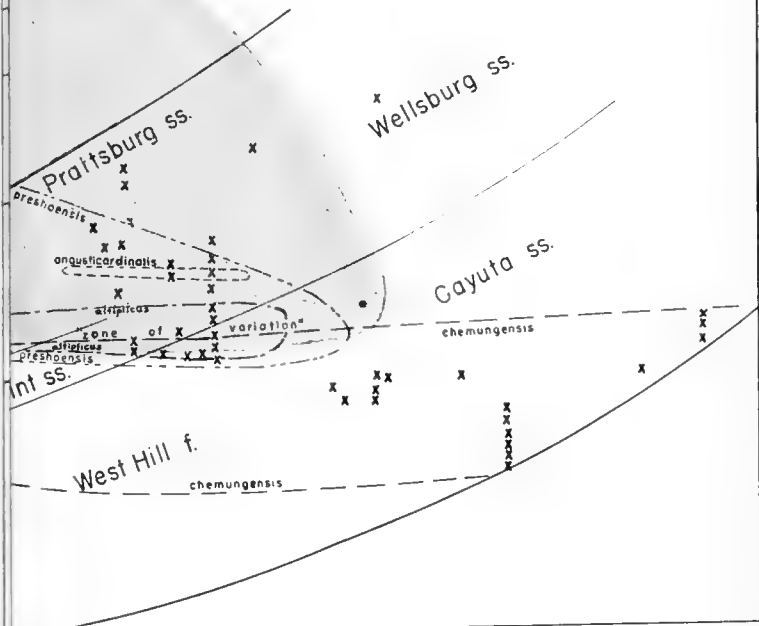 Wellsburg ss.
Prattsburg ss.
preshoensis
angusticardinalis
Cayuta ss.
altiplicus
zone of variation"
chemungensis
altiplicus
preshoensis
int ss.
West Hill f.
chemungensis